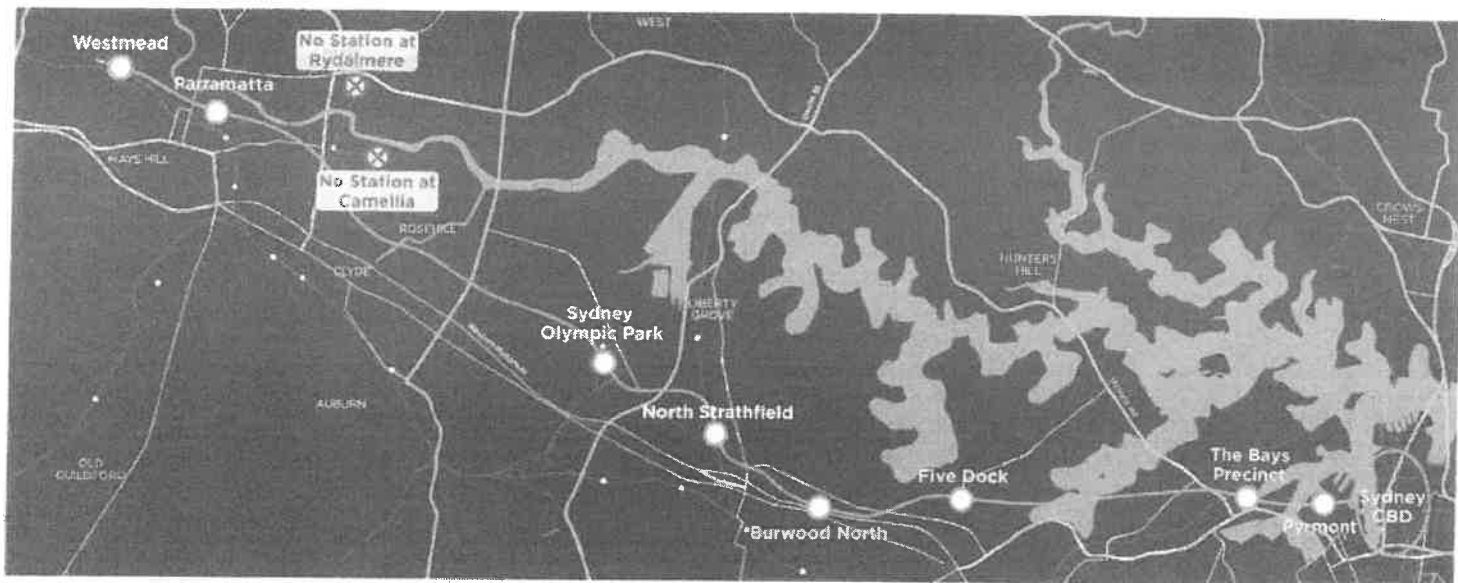 WEST
Westmead
No Station at
Rydalmere
Parramatta
MAYS HILL
No Station at
Camellia
ROSEHILL
CLYDE
CROWS
NEST
HUNTERS
HILL
LIBERTY
GROVE
Sydney
Olympic Park
AUBURN
North Strathfield
OLD
GUILDFORD
Five Dock
The Bays
Precinct
Burwood North
Pyrmont
Sydney
CBD